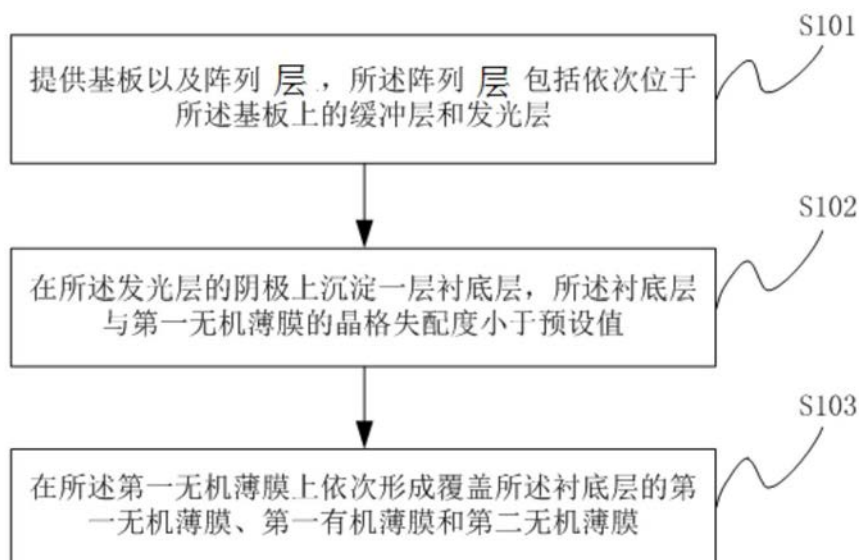 S101
提供基板以及阵列层,所述阵列层包括依次位于
所述基板上的缓冲层和发光层
S102
在所述发光层的阴极上沉淀一层衬底层,所述衬底层
与第一无机薄膜的晶格失配度小于预设值
S103
在所述第一无机薄膜上依次形成覆盖所述衬底层的第
一无机薄膜、第一有机薄膜和第二无机薄膜